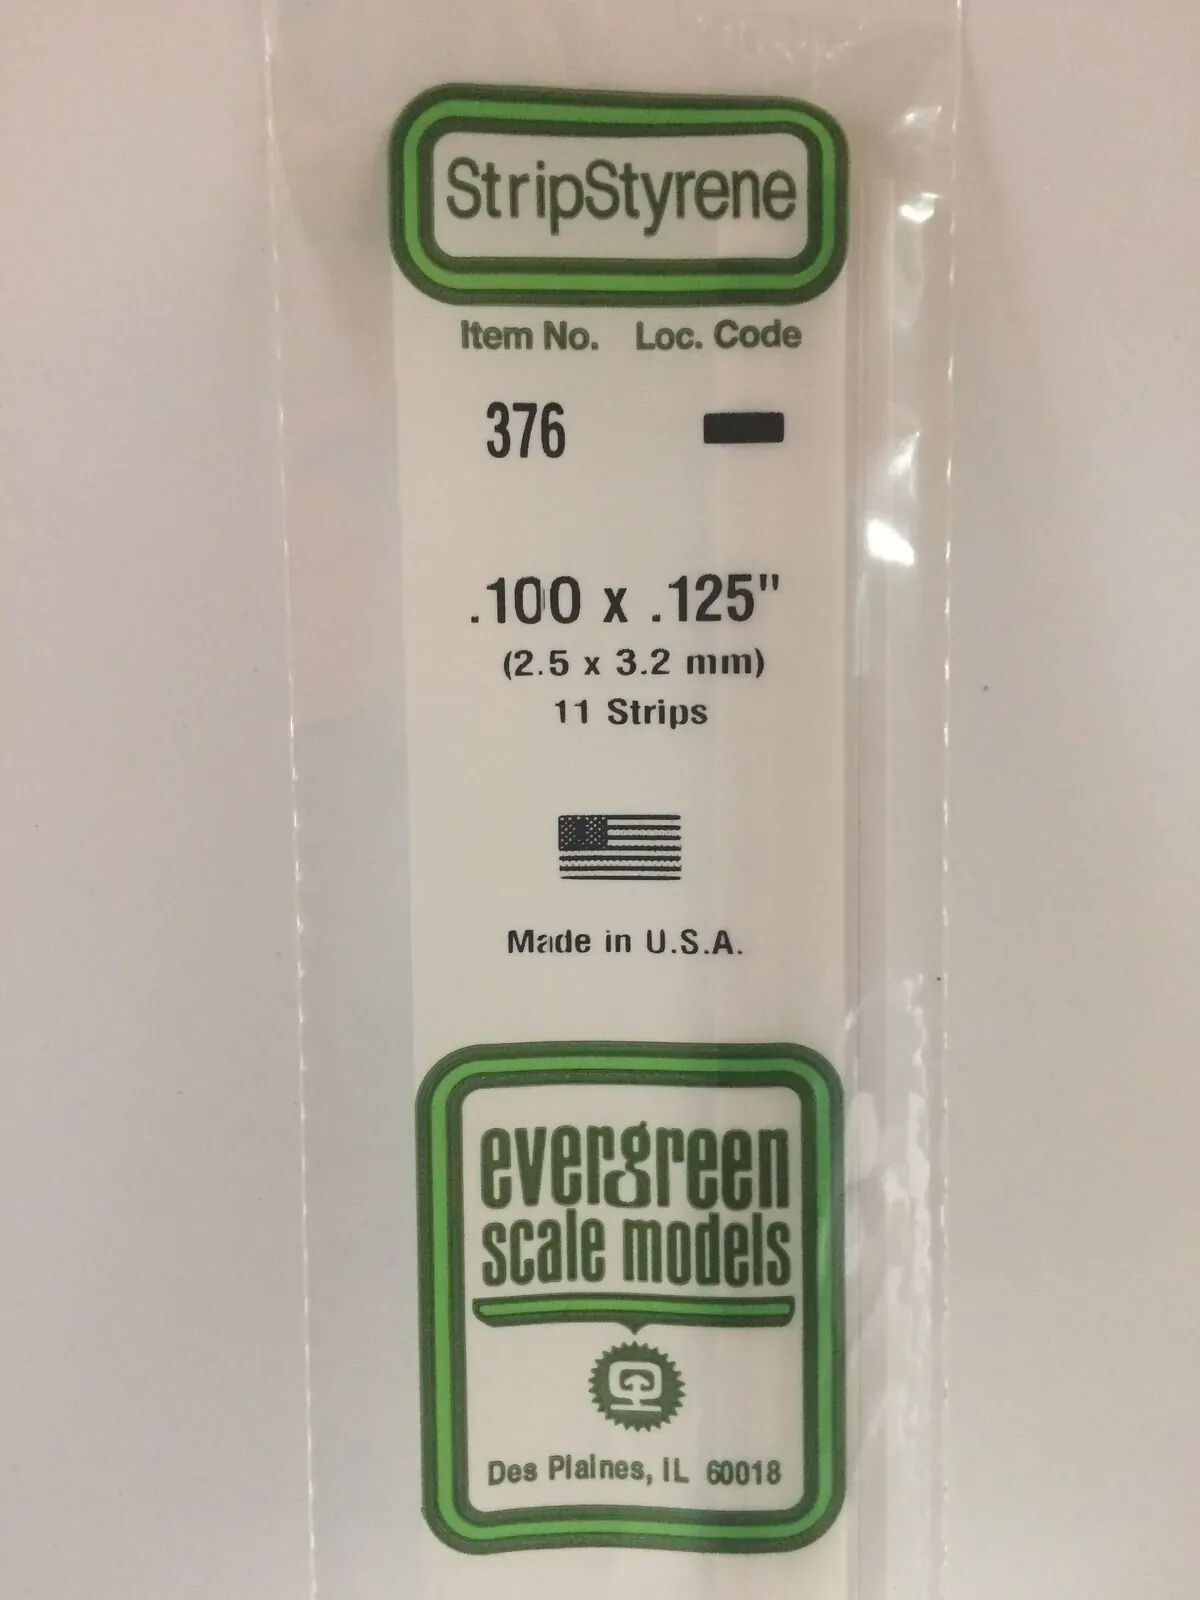 StripStyrene
Item No. Loc. Code
376
.100 x .125"
(2.5 x 3.2 mm)
11 Strips
Made in U.S.A.
evergreen
scale models
Des Plaines, IL 60018